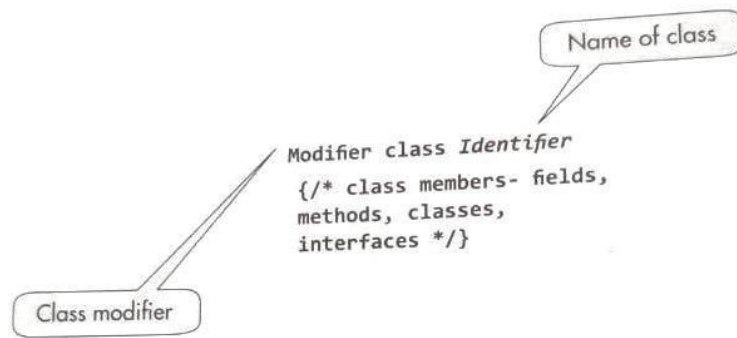 Name of class
Modifier class Identifier
{/* class members- fields,
methods, classes,
interfaces */}
Class modifier